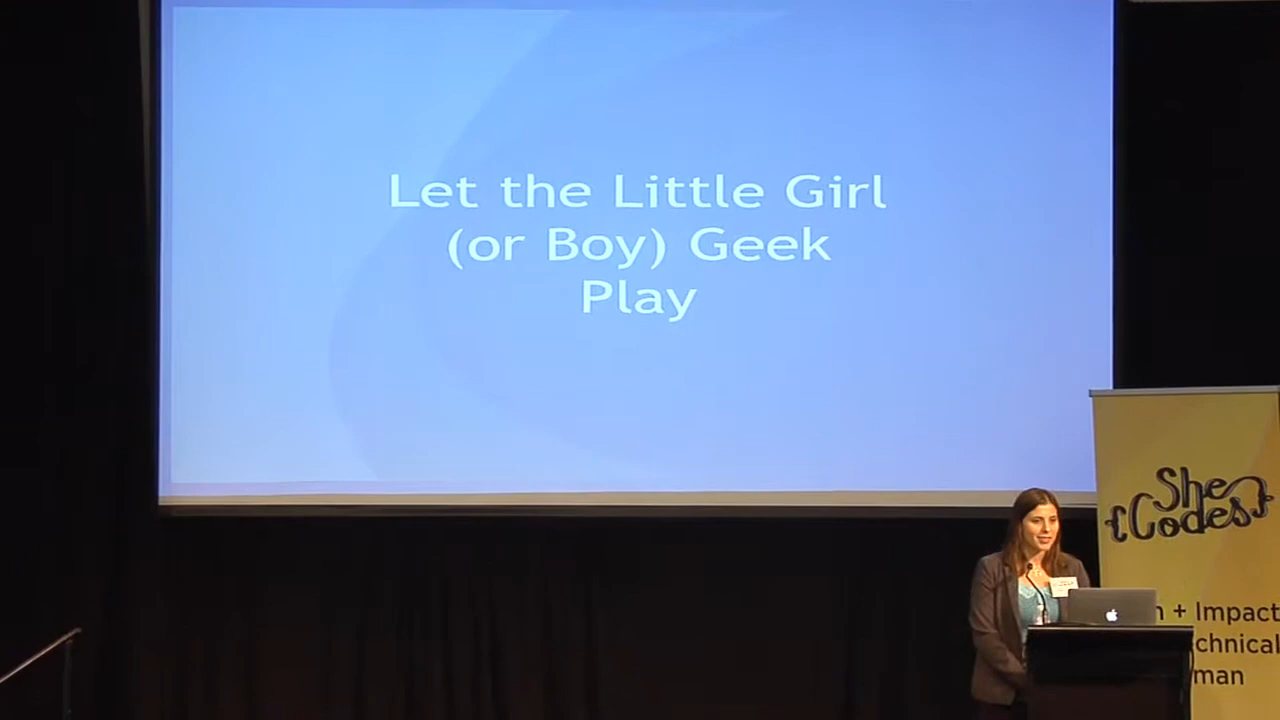 Let the Little Girl
(or Boy) Geek
Play
She
{Codes}
+ Impact
chnical
man